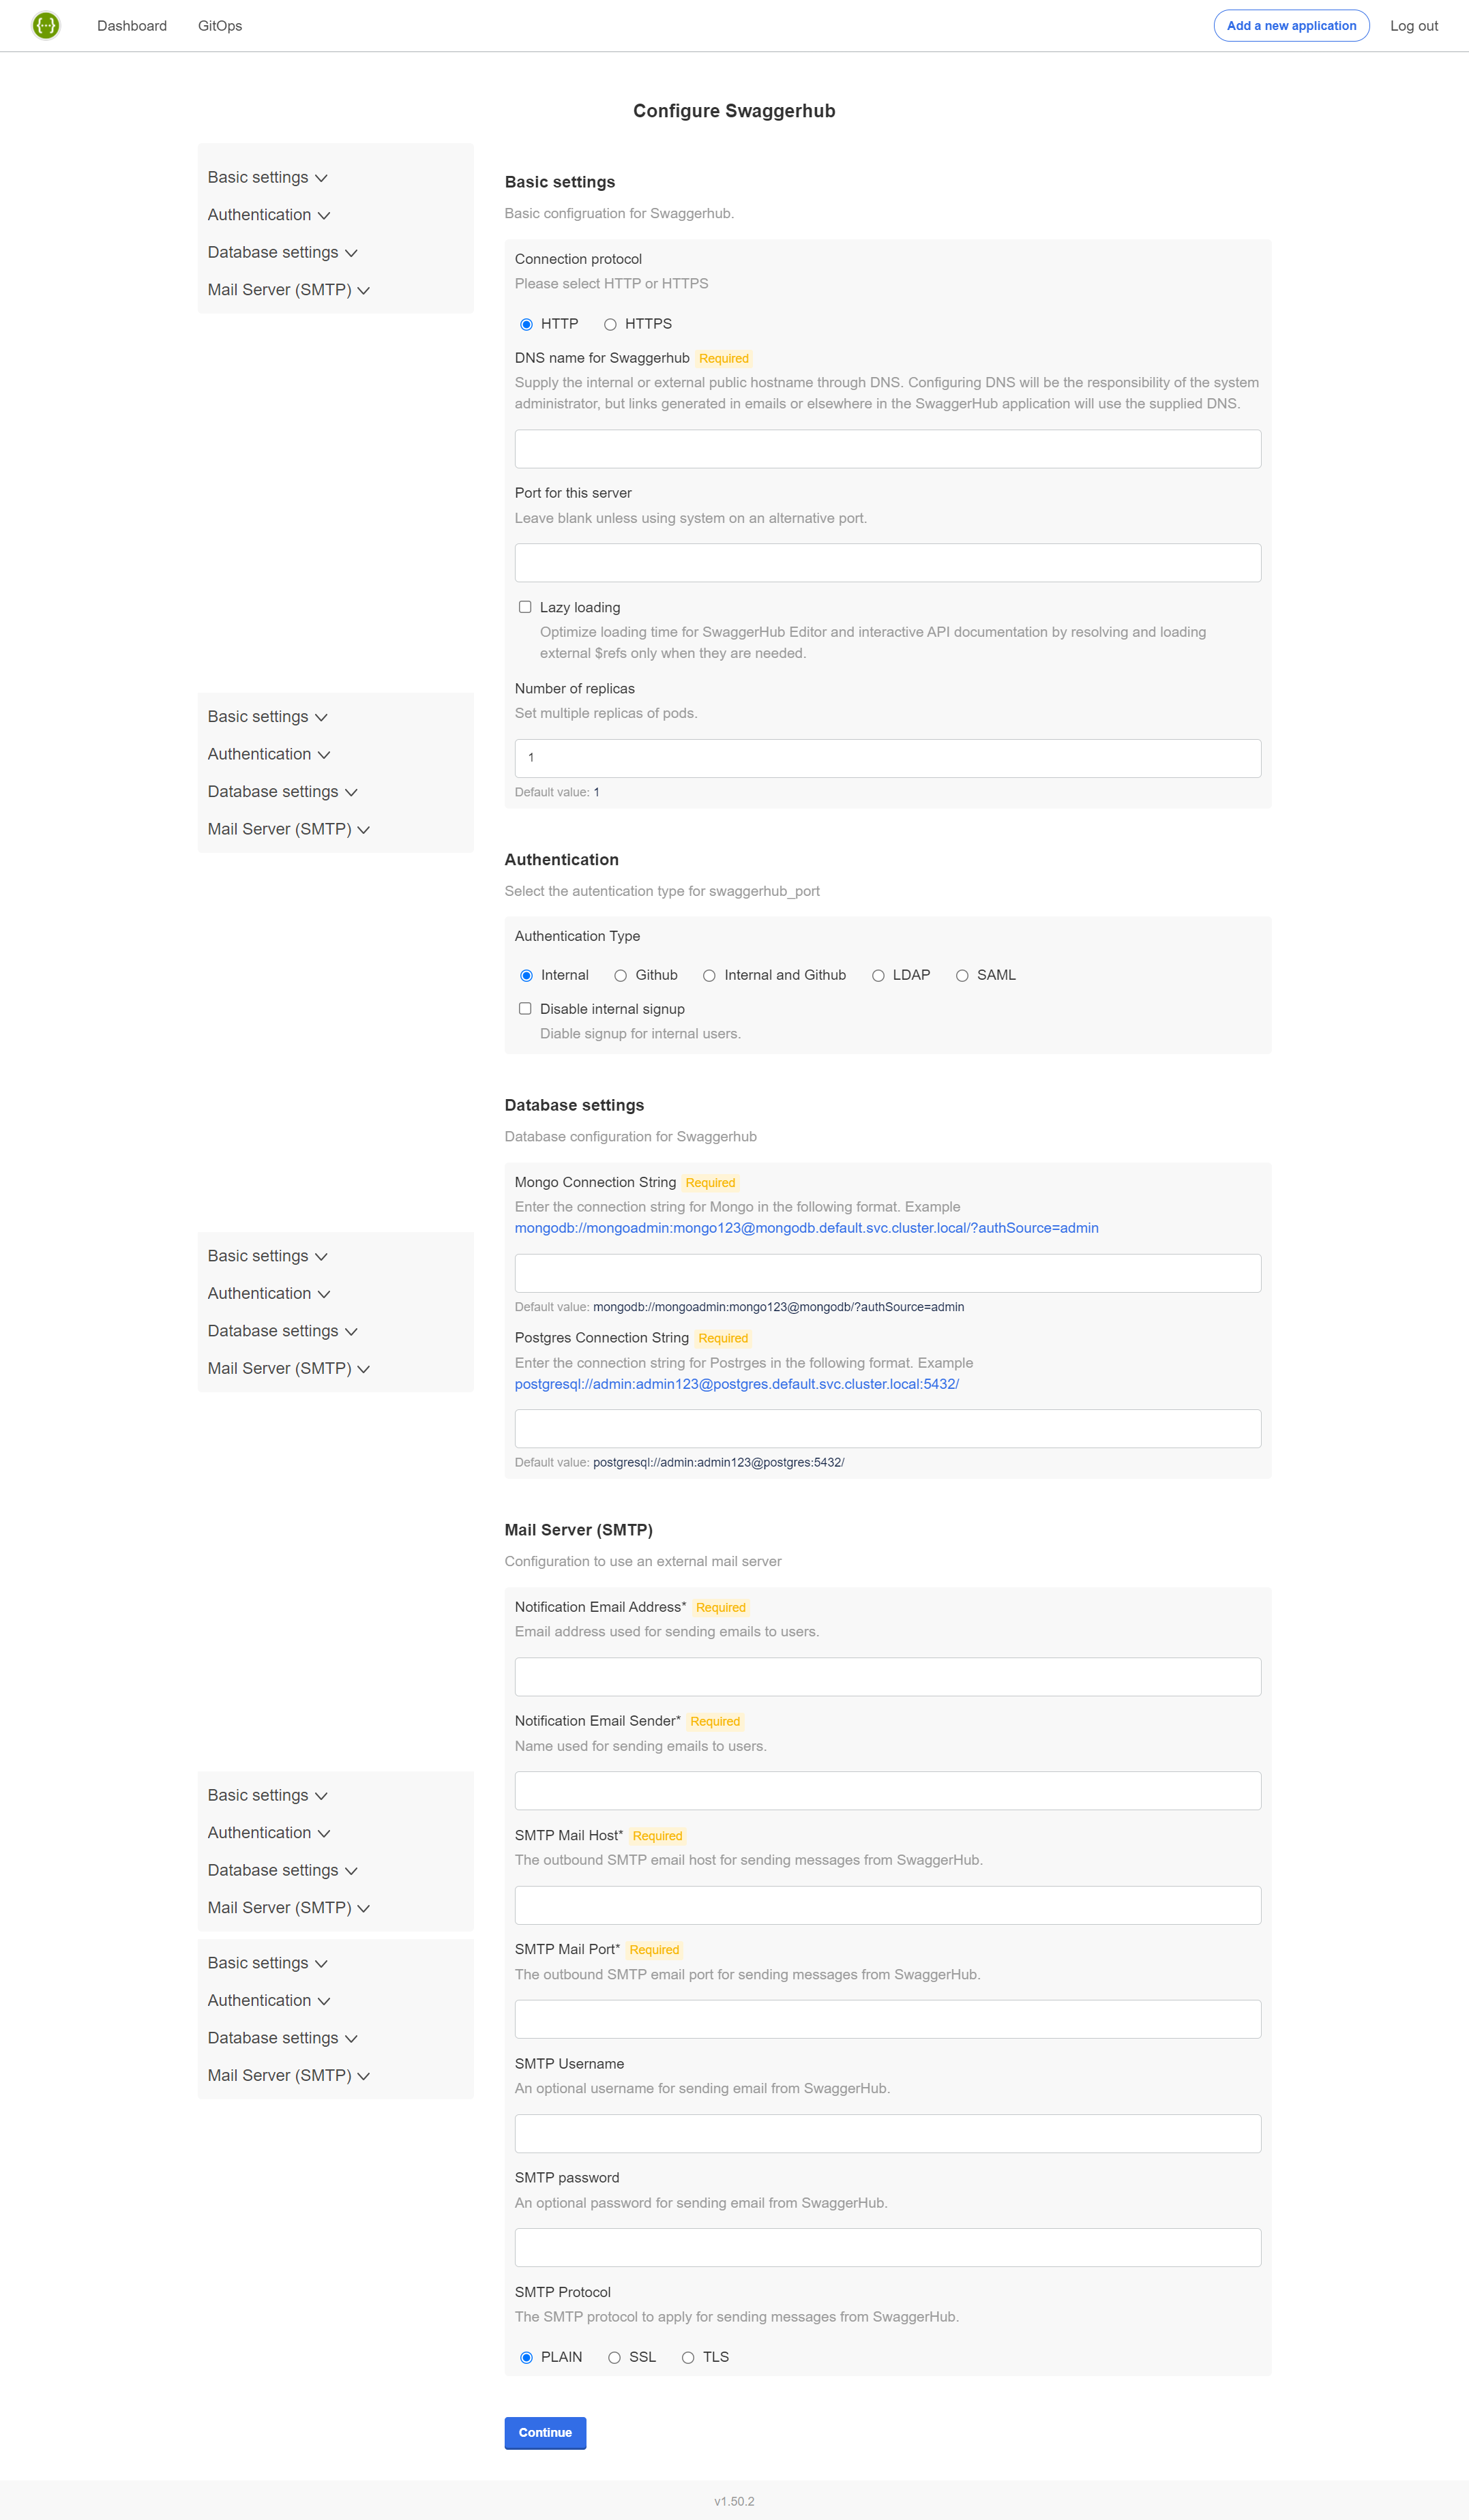 {···}
Dashboard
GitOps
Add a new application
Log out
Configure Swaggerhub
Basic settings
Authentication
Database settings
Mail Server (SMTP)
Basic settings
Basic configruation for Swaggerhub.
Connection protocol
Please select HTTP or HTTPS
HTTP
HTTPS
DNS name for Swaggerhub Required
Supply the internal or external public hostname through DNS. Configuring DNS will be the responsibility of the system
administrator, but links generated in emails or elsewhere in the SwaggerHub application will use the supplied DNS.
Port for this server
Leave blank unless using system on an alternative port.
Lazy loading
Optimize loading time for SwaggerHub Editor and interactive API documentation by resolving and loading
external $refs only when they are needed.
Number of replicas
Set multiple replicas of pods.
1
Default value: 1
Basic settings
Authentication
Database settings
Mail Server (SMTP)
Authentication
Select the autentication type for swaggerhub_port
Authentication Type
Internal
Github
Internal and Github
LDAP
SAML
Disable internal signup
Diable signup for internal users.
Database settings
Database configuration for Swaggerhub
Mongo Connection String Required
Enter the connection string for Mongo in the following format. Example
mongodb://mongoadmin:mongo123@mongodb.default.svc.cluster.local/?authSource=admin
Default value: mongodb://mongoadmin:mongo123@mongodb/?authSource=admin
Postgres Connection String Required
Enter the connection string for Postrges in the following format. Example
postgresql://admin:admin123@postgres.default.svc.cluster.local:5432/
Default value: postgresql://admin:admin123@postgres:5432/
Basic settings
Authentication
Database settings
Mail Server (SMTP)
Mail Server (SMTP)
Configuration to use an external mail server
Notification Email Address* Required
Email address used for sending emails to users.
Notification Email Sender* Required
Name used for sending emails to users.
SMTP Mail Host* Required
The outbound SMTP email host for sending messages from SwaggerHub.
SMTP Mail Port* Required
The outbound SMTP email port for sending messages from SwaggerHub.
SMTP Username
An optional username for sending email from SwaggerHub.
SMTP password
An optional password for sending email from SwaggerHub.
SMTP Protocol
The SMTP protocol to apply for sending messages from SwaggerHub.
PLAIN
SSL
TLS
Basic settings
Authentication
Database settings
Mail Server (SMTP)
Basic settings
Authentication
Database settings
Mail Server (SMTP)
Continue
v1.50.2